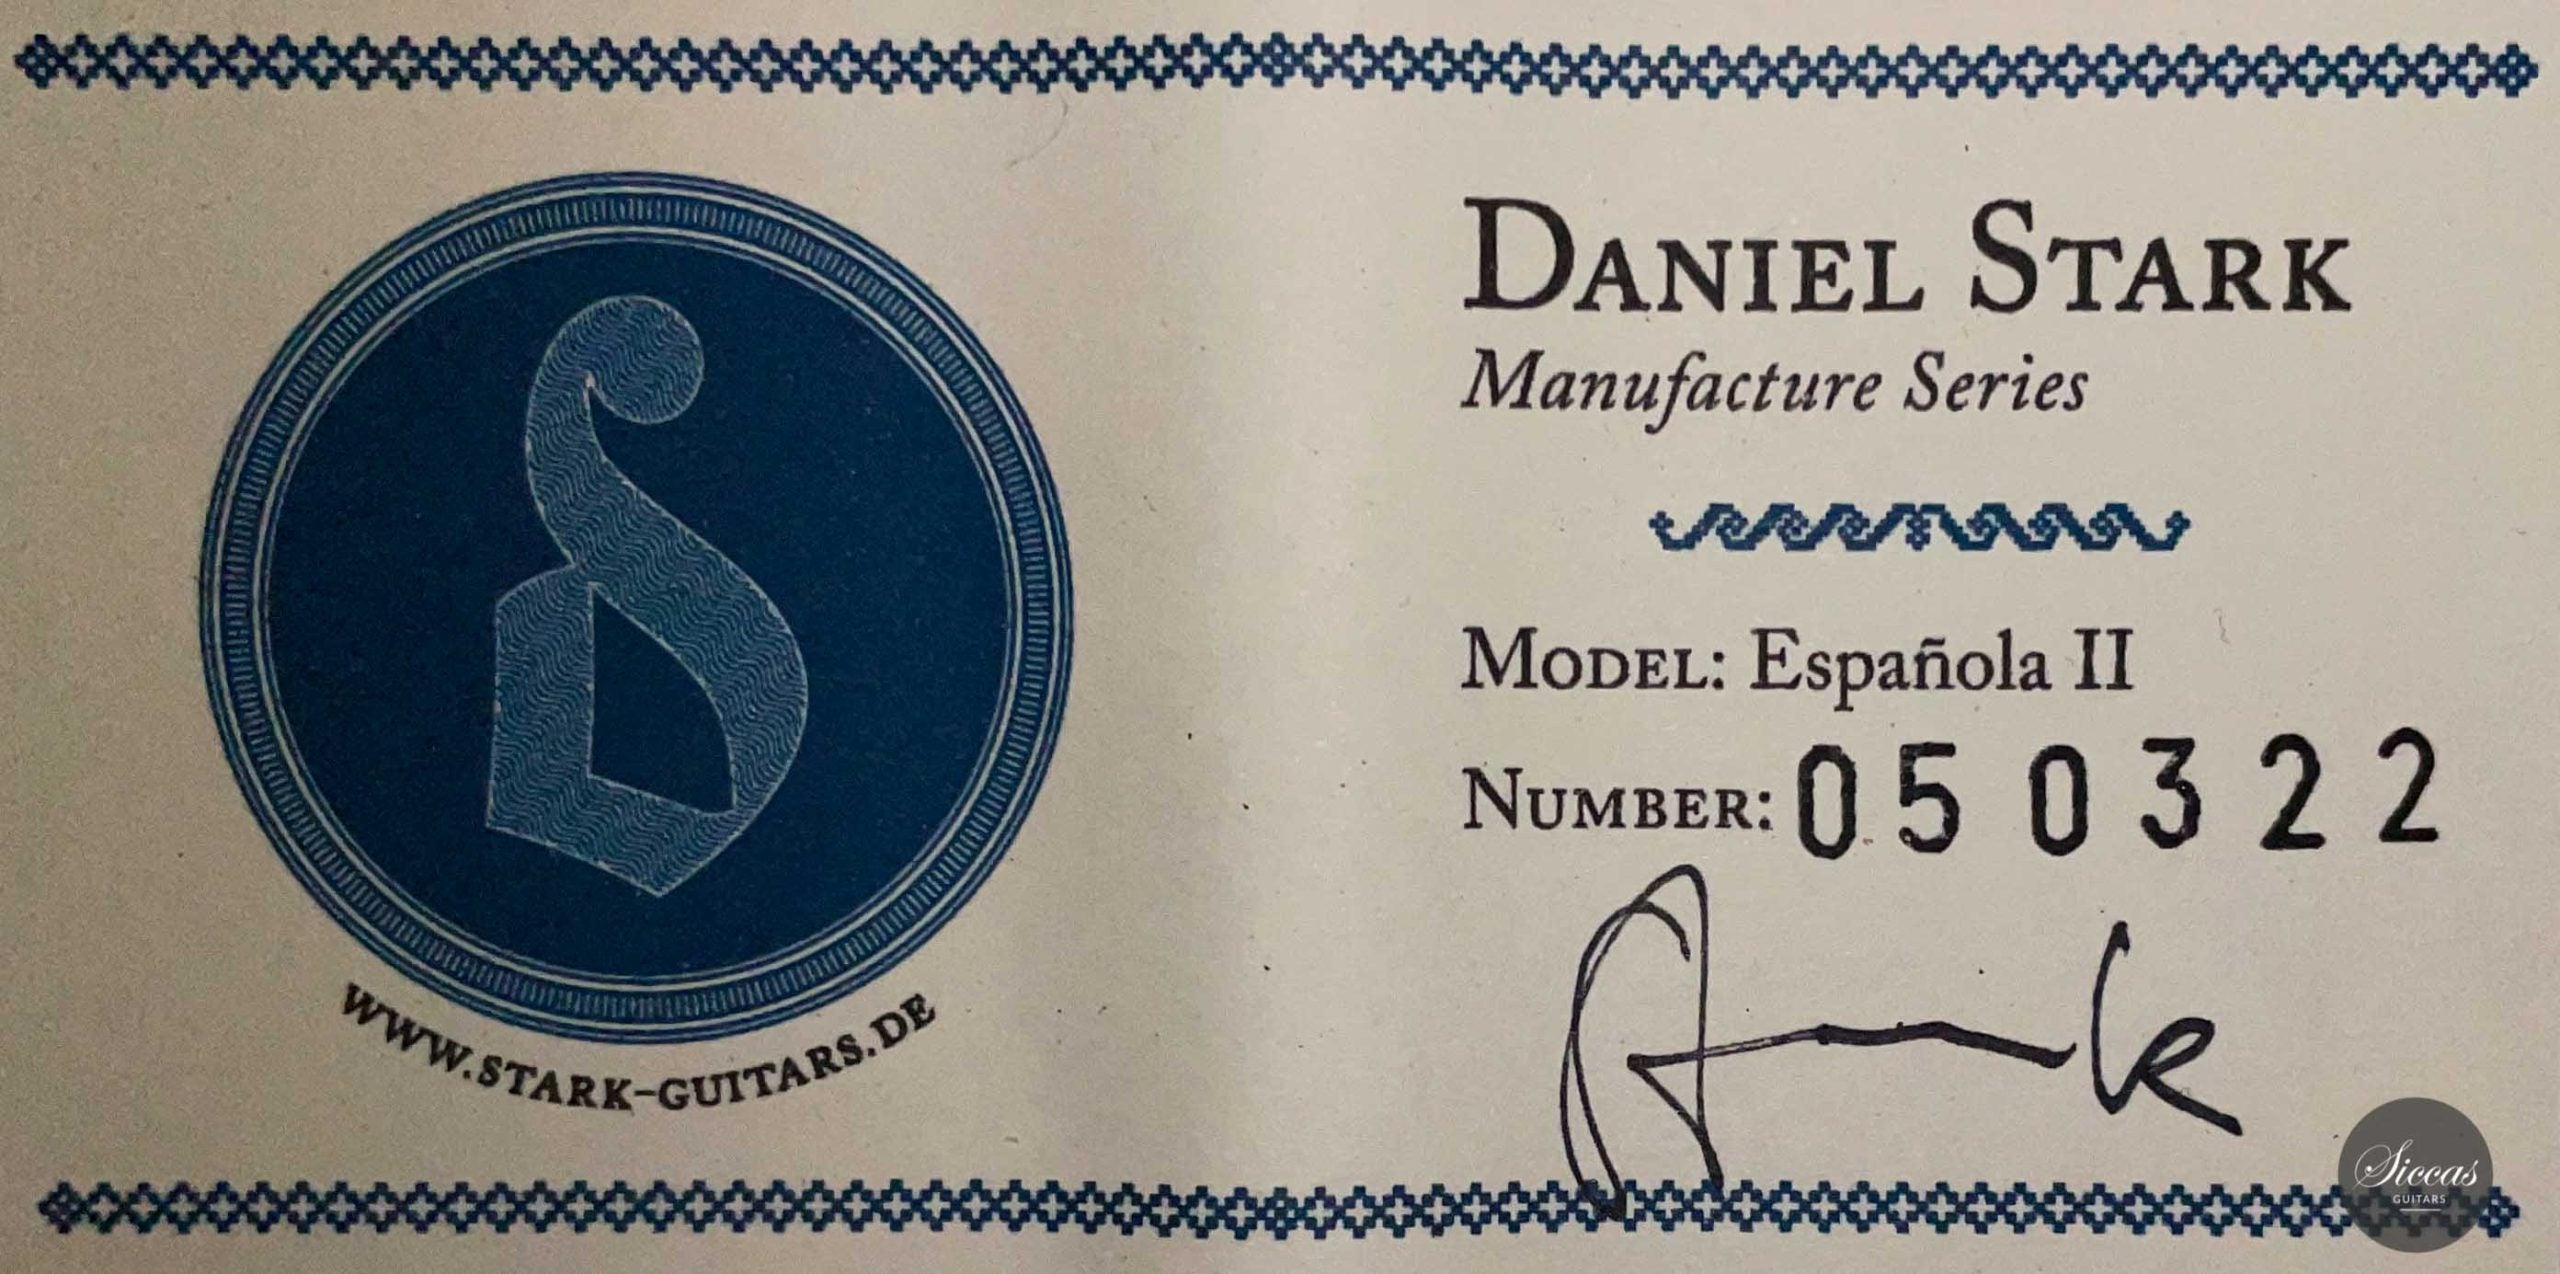 DANIEL STARK
Manufacture Series
MODEL: Española II
NUMBER: 050322
WWW.STARK-GUITARS.DE
Siccas
GUITARS